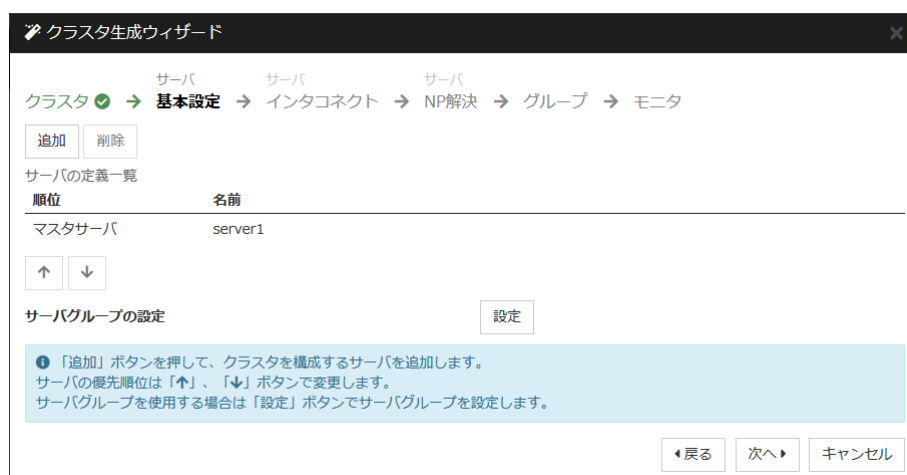 クラスタ生成ウィザード
サーバ サーバ サーバ
クラスタ → 基本設定 → インタコネクト → NP解決 → グループ → モニタ
追加 削除
サーバの定義一覧
順位 名前
マスタサーバ server1
↑ ↓
サーバグループの設定 設定
「追加」ボタンを押して、クラスタを構成するサーバを追加します。
サーバの優先順位は「↑」、「↓」ボタンで変更します。
サーバグループを使用する場合は「設定」ボタンでサーバグループを設定します。
戻る 次へ キャンセル